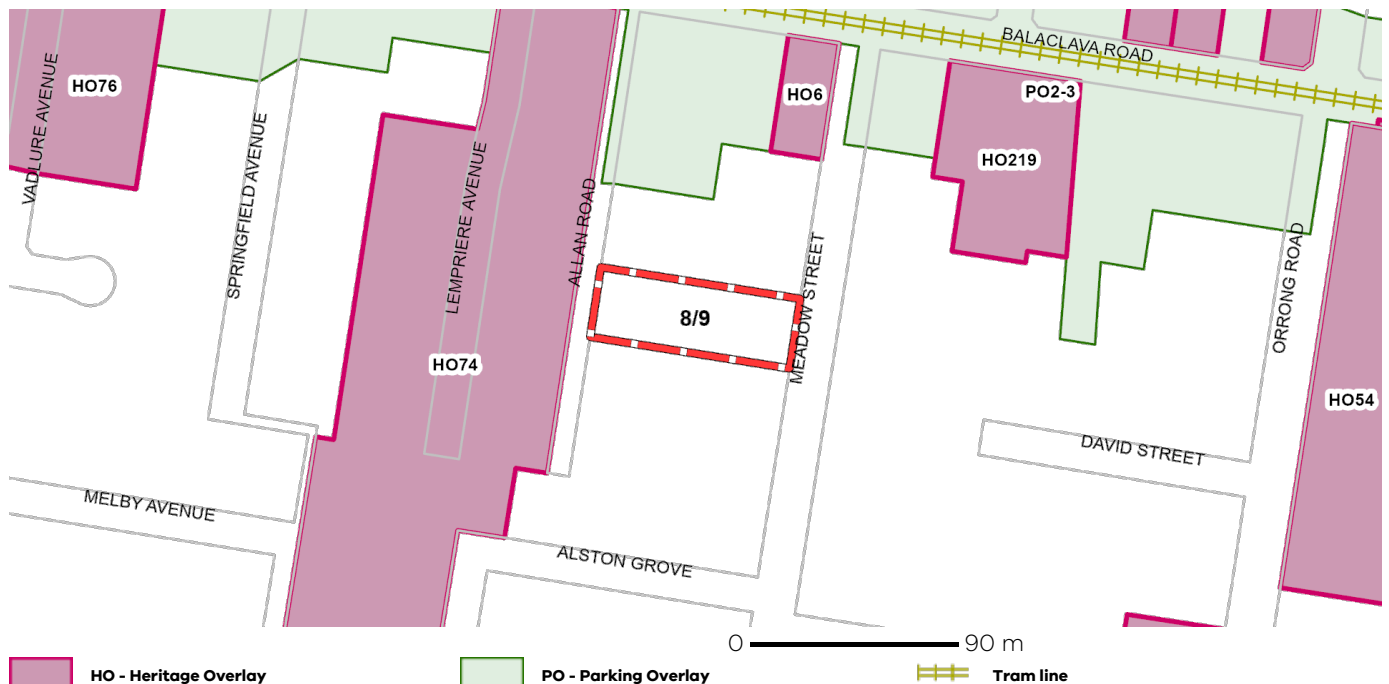 BALACLAVA ROAD
HO76
HO6
PO2-3
HO219
VADLURE AVENUE
SPRINGFIELD AVENUE
LEMPRIERE AVENUE
ALLAN ROAD
MEADOW STREET
ORRONG ROAD
8/9
HO74
HO54
DAVID STREET
MELBY AVENUE
ALSTON GROVE
0 90 m
HO - Heritage Overlay PO - Parking Overlay Tram line